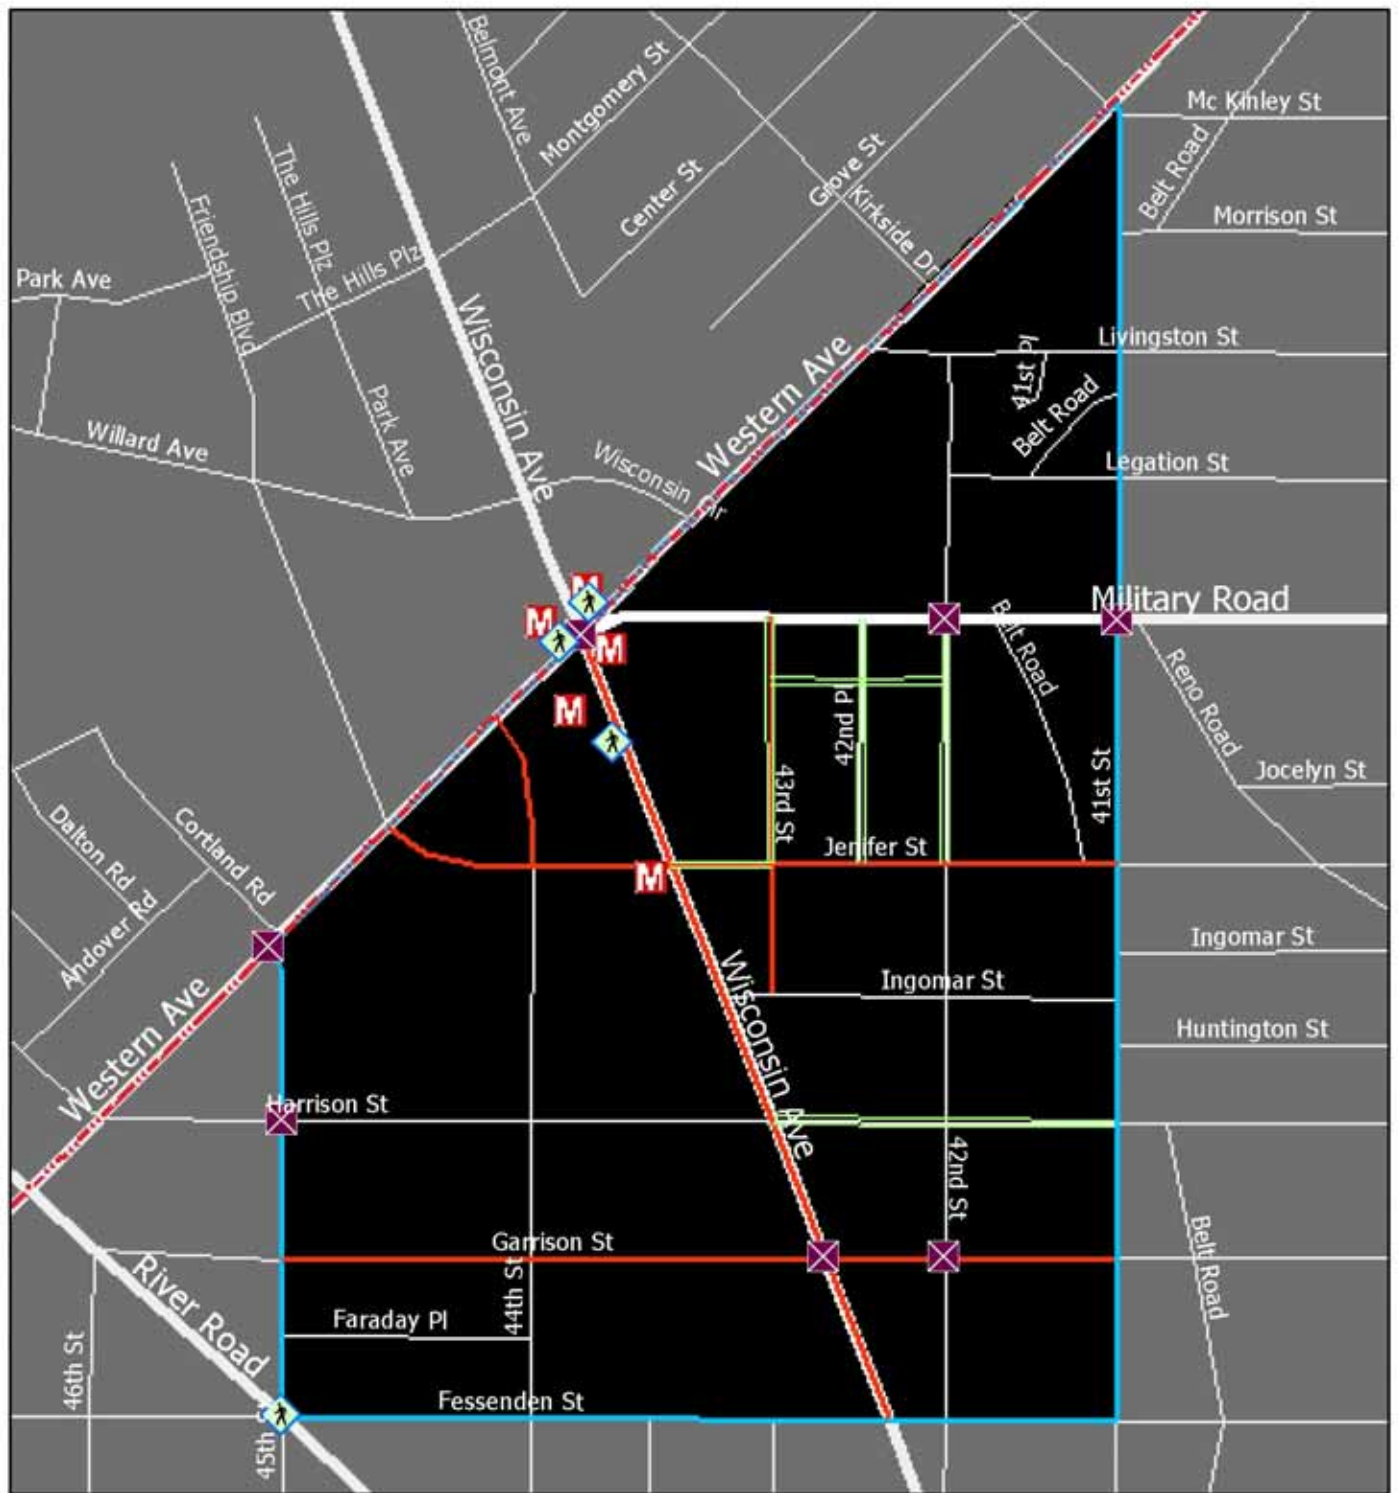 Belmont Ave
Montgomery St
Mc Kinley St
Belt Road
The Hills Plz
Center St
Grove St
Kirkside Dr
Morrison St
Friendship Blvd
The Hills Plz
Park Ave
Wisconsin Ave
Western Ave
Livingston St
41st Pl
Belt Road
Park Ave
Willard Ave
Wisconsin Cir
Legation St
M
M
M
M
Military Road
Belt Road
Reno Road
42nd Pl
43rd St
41st St
Jocelyn St
Dalton Rd
Cortland Rd
Jenifer St
M
Andover Rd
Ingomar St
Ingomar St
Western Ave
Wisconsin Ave
Huntington St
Harrison St
42nd St
Garrison St
Belt Road
River Road
44th St
Faraday Pl
46th St
Fessenden St
45th